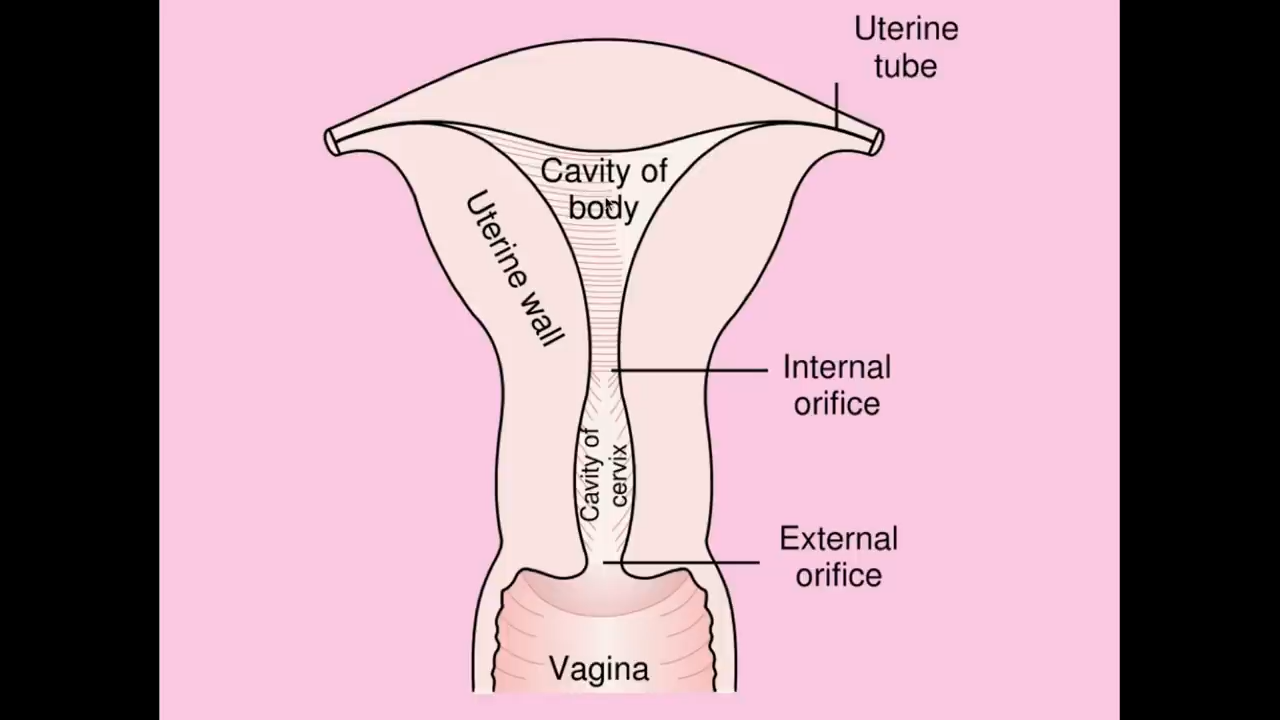 Uterine
tube
Cavity of
body
Uterine wall
Internal
orifice
Cavity of
cervix
External
orifice
Vagina